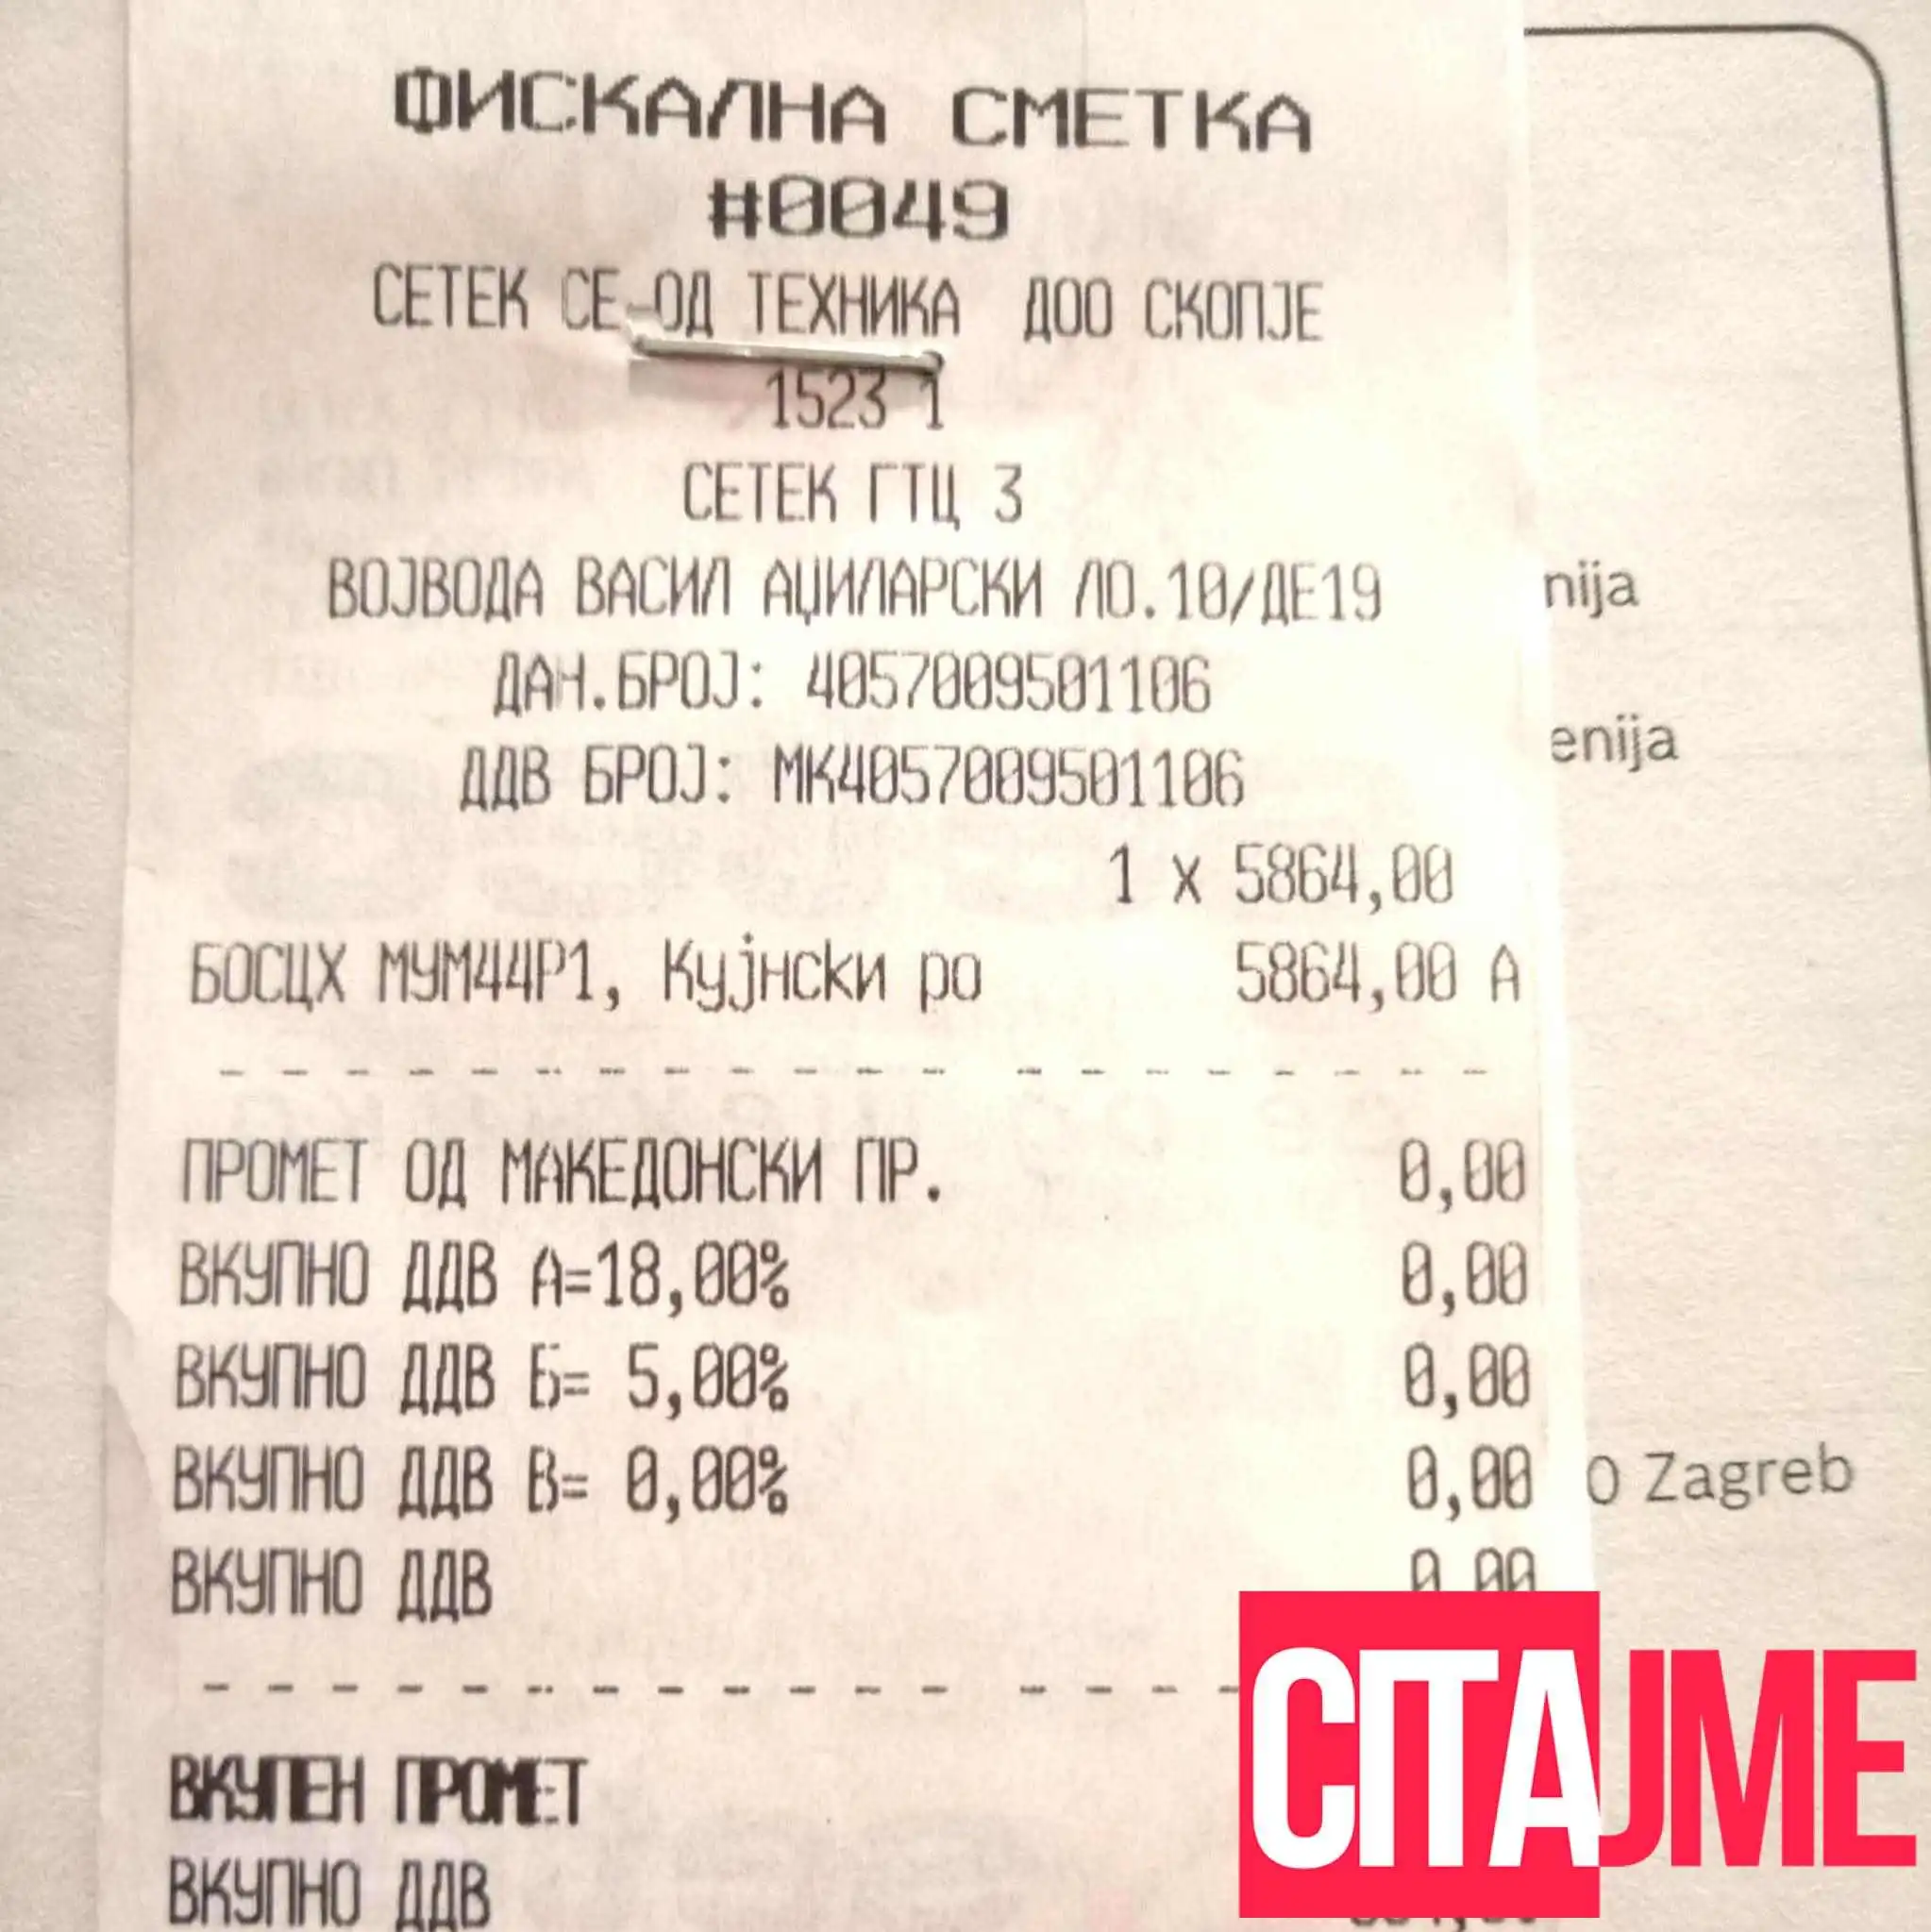 ФИСКАЛНА СМЕТКА
#0049
СЕТЕК СЕ-ОД ТЕХНИКА ДОО СКОПЈЕ
1523 1
СЕТЕК ГТЦ 3
ВОЈВОДА ВАСИЛ АЏИЛАРСКИ ЛО.10/ДЕ19
ДАН.БРОЈ: 4057009501106
ДДВ БРОЈ: МК4057009501106
1 x 5864,00
БОСЦХ МУМ44Р1, Кујнски ро 5864,00 А
ПРОМЕТ ОД МАКЕДОНСКИ ПР. 0,00
ВКУПНО ДДВ А=18,00% 0,00
ВКУПНО ДДВ Б= 5,00% 0,00
ВКУПНО ДДВ В= 0,00% 0,00
ВКУПНО ДДВ 0,00
ВКУПЕН ПРОМЕТ
ВКУПНО ДДВ
nija
enija
0 Zagreb
CITAJME